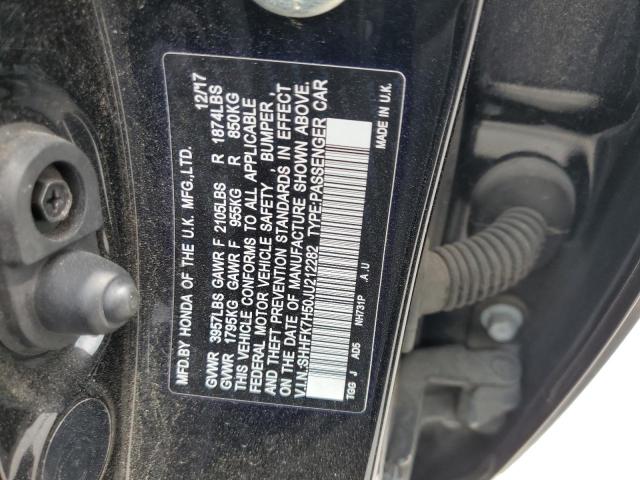 MFD.BY HONDA OF THE U.K. MFG.,LTD. 12/17
GVWR 3957LBS GAWR F 2105LBS R 1874LBS
GVWR 1795KG GAWR F 955KG R 850KG
THIS VEHICLE CONFORMS TO ALL APPLICABLE
FEDERAL MOTOR VEHICLE SAFETY , BUMPER ,
AND THEFT PREVENTION STANDARDS IN EFFECT
ON THE DATE OF MANUFACTURE SHOWN ABOVE.
V.I.N.:SHHFK7H50JU212282 TYPE:PASSENGER CAR
TGG J AD5 NH731P .A.U MADE IN U.K.